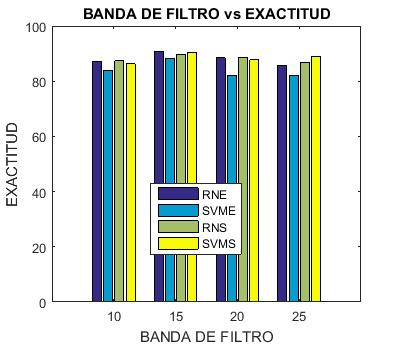 BANDA DE FILTRO vs EXACTITUD
100
80
60
40
20
0
EXACTITUD
RNE
SVME
RNS
SVMS
10 15 20 25
BANDA DE FILTRO